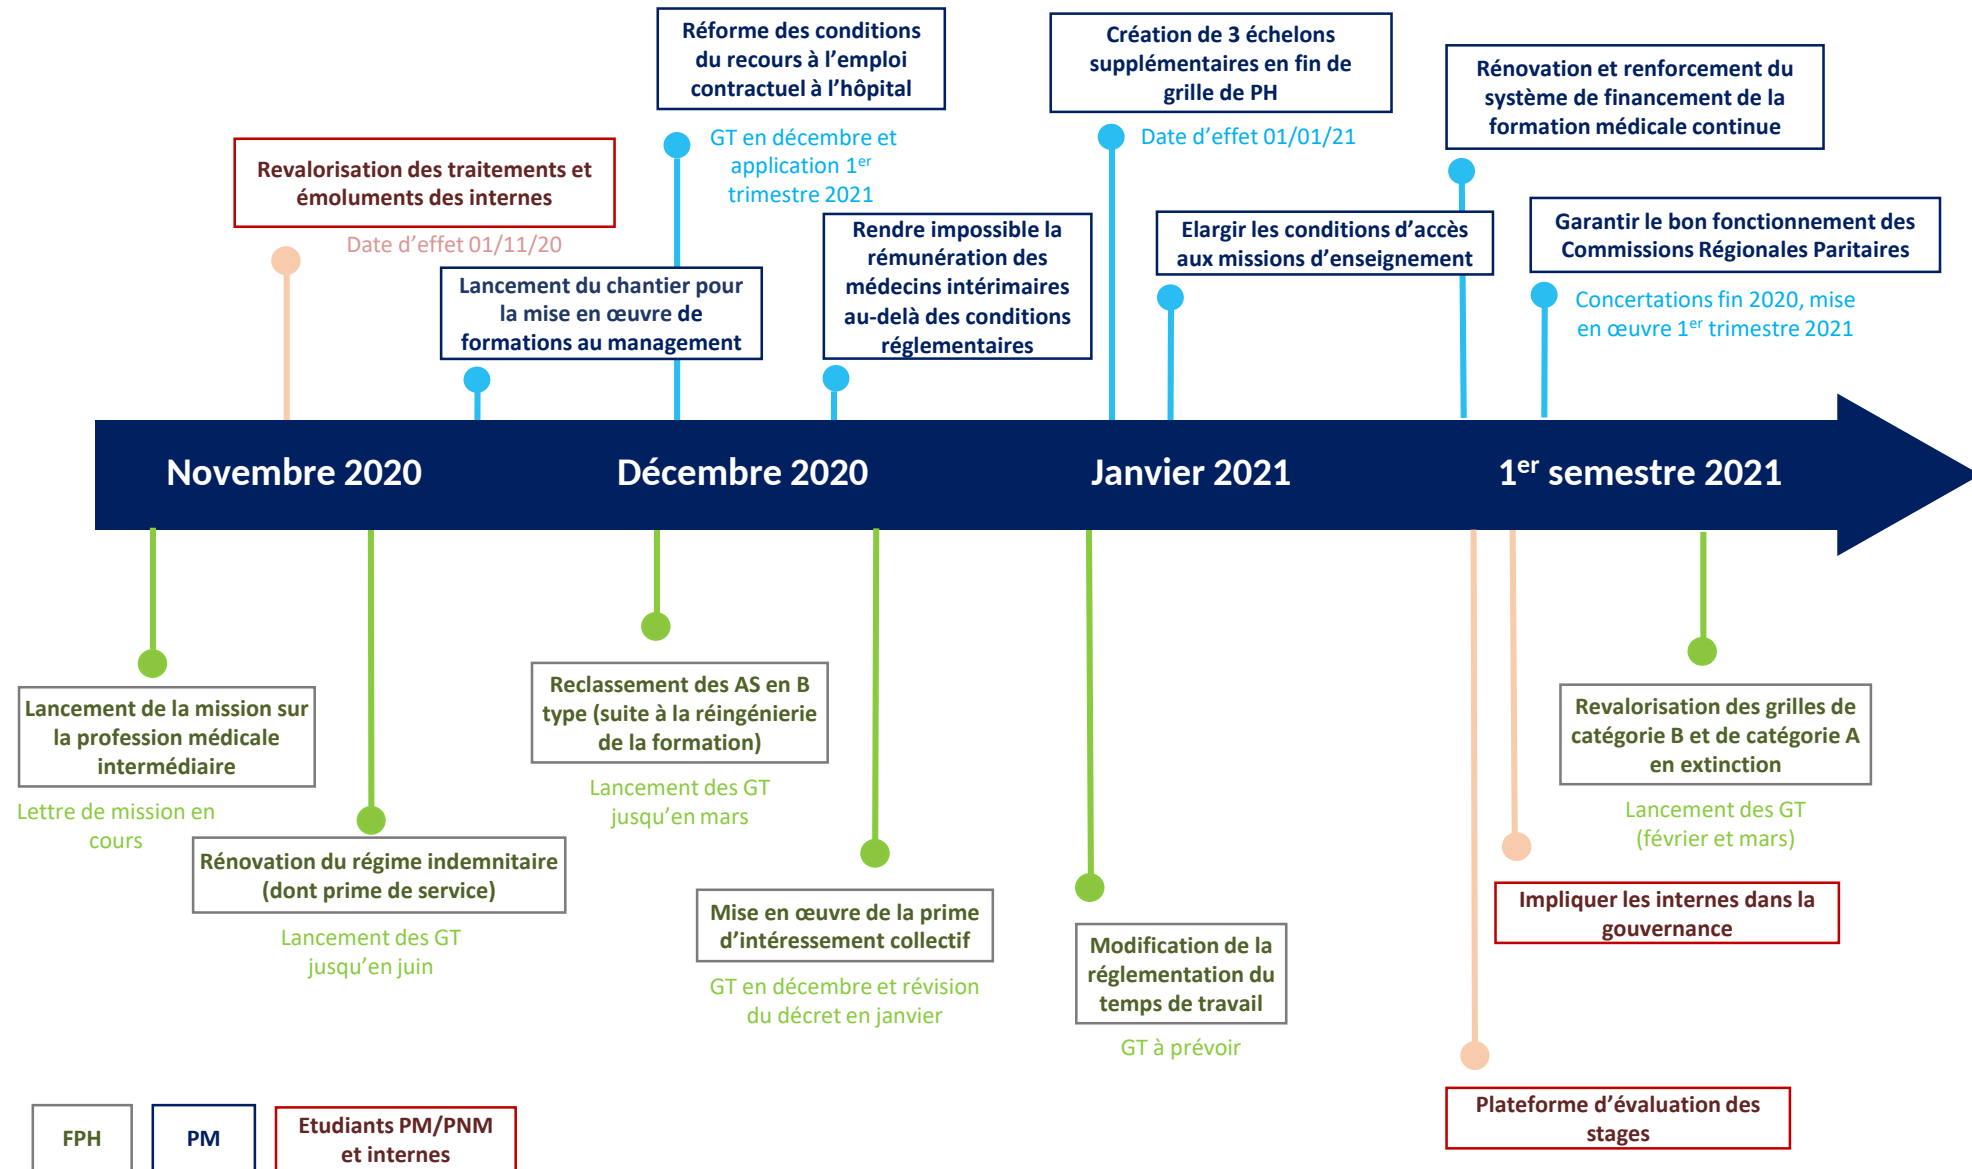 Réforme des conditions
du recours à l'emploi
contractuel à l'hôpital
GT en décembre et
application 1er
trimestre 2021
Création de 3 échelons
supplémentaires en fin de
grille de PH
Date d'effet 01/01/21
Rénovation et renforcement du
système de financement de la
formation médicale continue
Revalorisation des traitements et
émoluments des internes
Date d'effet 01/11/20
Lancement du chantier pour
la mise en œuvre de
formations au management
Rendre impossible la
rémunération des
médecins intérimaires
au-delà des conditions
réglementaires
Elargir les conditions d'accès
aux missions d'enseignement
Garantir le bon fonctionnement des
Commissions Régionales Paritaires
Concertations fin 2020, mise
en œuvre 1er trimestre 2021
Novembre 2020
Décembre 2020
Janvier 2021
1er semestre 2021
Lancement de la mission sur
la profession médicale
intermédiaire
Lettre de mission en
cours
Rénovation du régime indemnitaire
(dont prime de service)
Lancement des GT
jusqu'en juin
Reclassement des AS en B
type (suite à la réingénierie
de la formation)
Lancement des GT
jusqu'en mars
Mise en œuvre de la prime
d'intéressement collectif
GT en décembre et révision
du décret en janvier
Modification de la
réglementation du
temps de travail
GT à prévoir
Revalorisation des grilles de
catégorie B et de catégorie A
en extinction
Lancement des GT
(février et mars)
Impliquer les internes dans la
gouvernance
Plateforme d'évaluation des
stages
FPH
PM
Etudiants PM/PNM
et internes